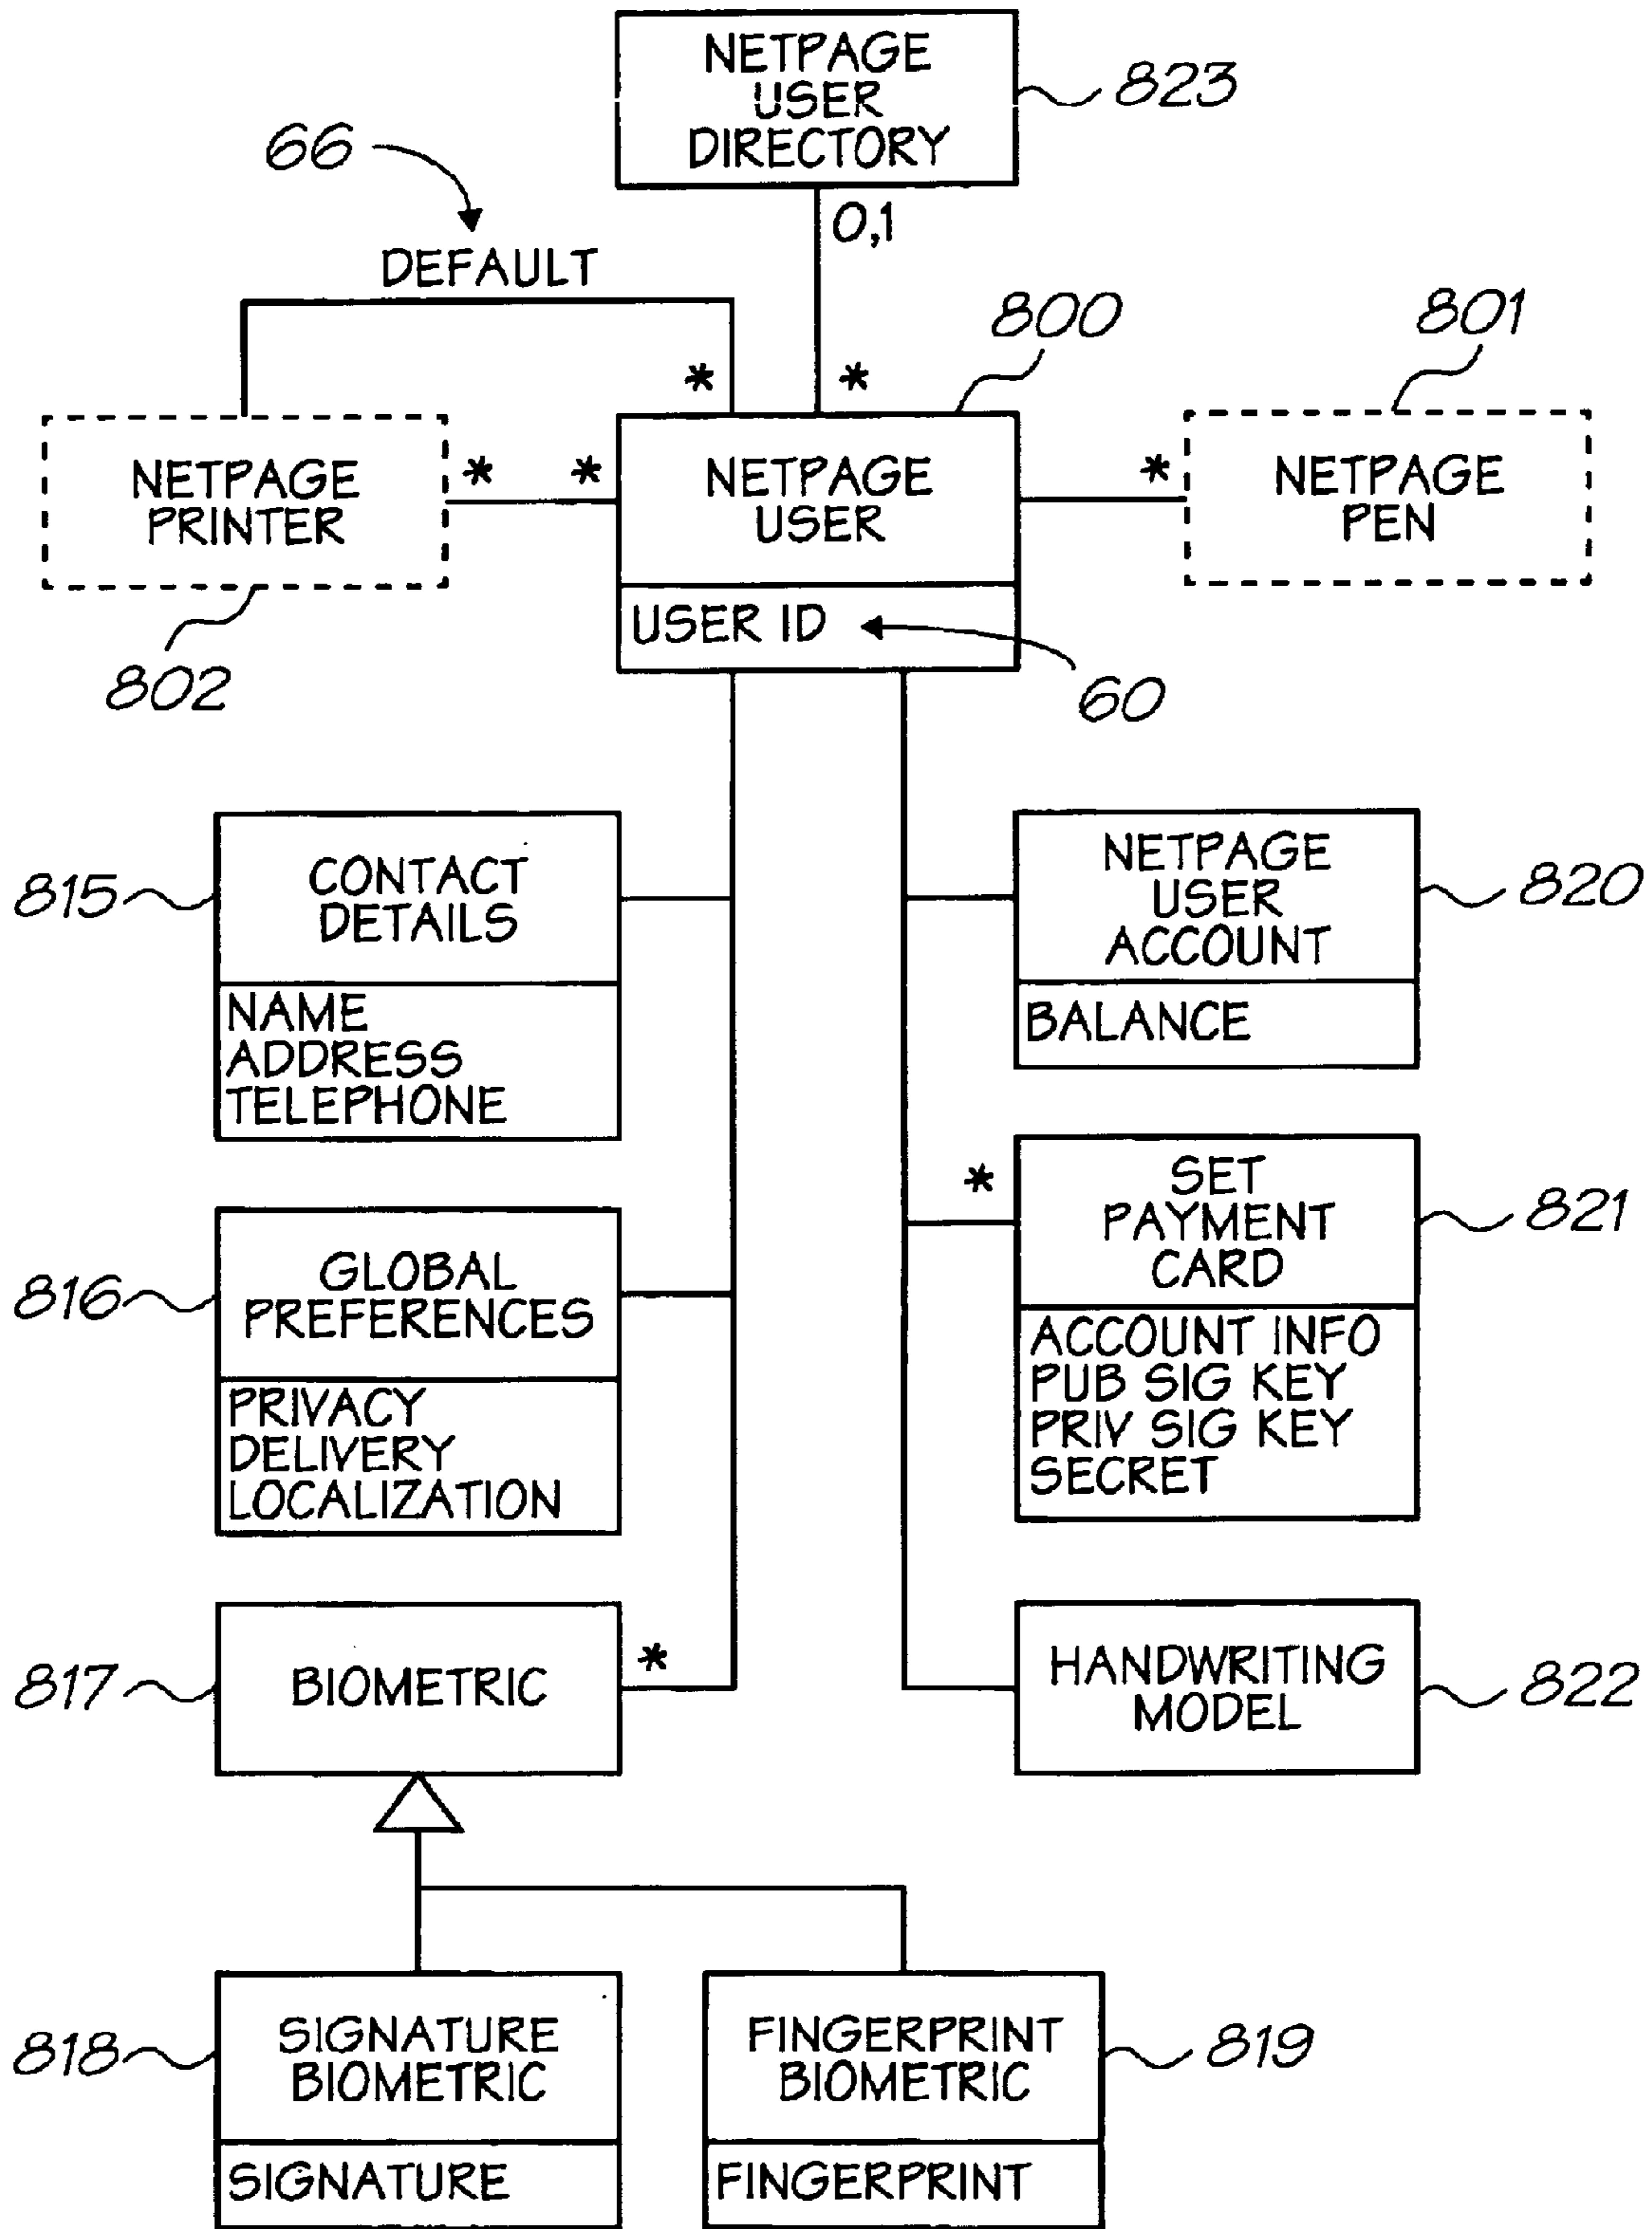 NETPAGE
USER
DIRECTORY
823
66
0,1
DEFAULT
800
801
*
*
NETPAGE
PRINTER
*
*
NETPAGE
USER
*
NETPAGE
PEN
USER ID
802
60
815
CONTACT
DETAILS
NAME
ADDRESS
TELEPHONE
NETPAGE
USER
ACCOUNT
820
BALANCE
816
GLOBAL
PREFERENCES
PRIVACY
DELIVERY
LOCALIZATION
*
SET
PAYMENT
CARD
821
ACCOUNT INFO
PUB SIG KEY
PRIV SIG KEY
SECRET
817
BIOMETRIC
*
HANDWRITING
MODEL
822
818
SIGNATURE
BIOMETRIC
SIGNATURE
FINGERPRINT
BIOMETRIC
819
FINGERPRINT